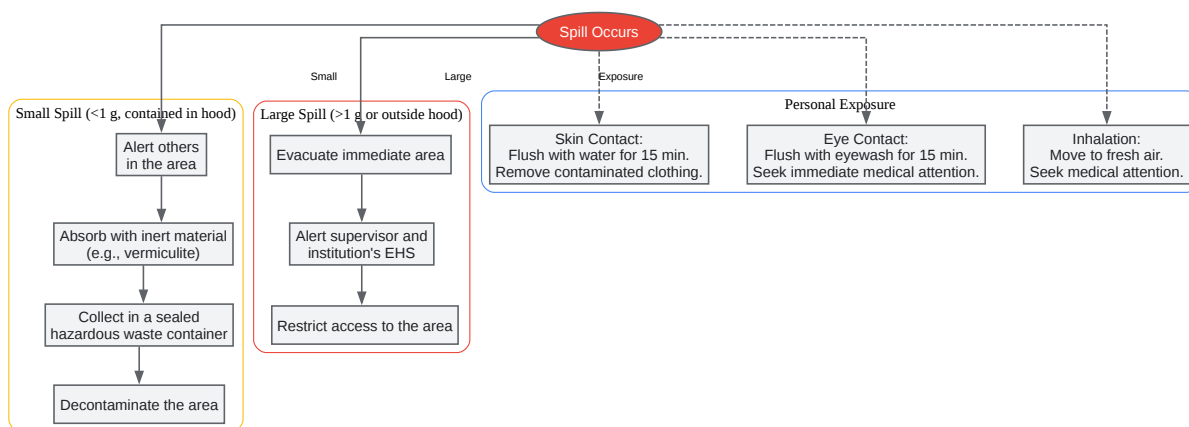 Spill Occurs
Small
Large
Exposure
Small Spill (<1 g, contained in hood)
Alert others
in the area
Absorb with inert material
(e.g., vermiculite)
Collect in a sealed
hazardous waste container
Decontaminate the area
Large Spill (>1 g or outside hood)
Evacuate immediate area
Alert supervisor and
institution's EHS
Restrict access to the area
Personal Exposure
Skin Contact:
Flush with water for 15 min.
Remove contaminated clothing.
Eye Contact:
Flush with eyewash for 15 min.
Seek immediate medical attention.
Inhalation:
Move to fresh air.
Seek medical attention.